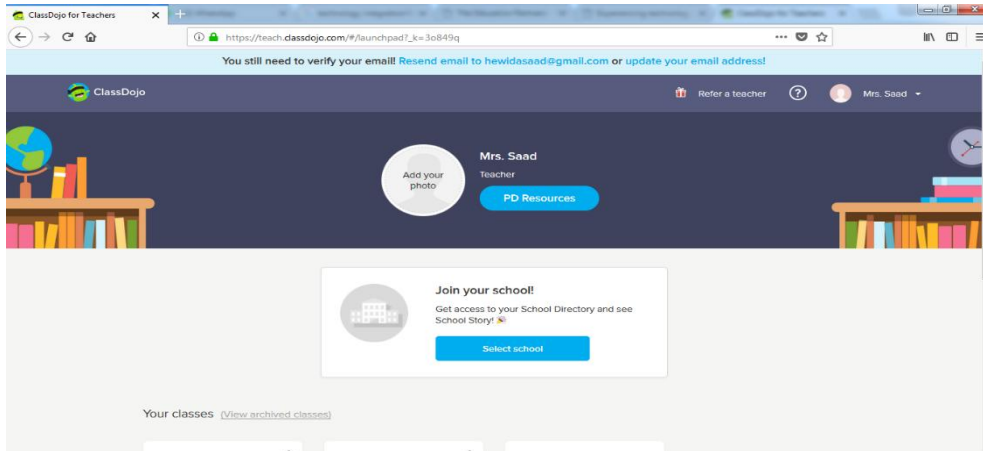 ClassDojo for Teachers
https://teach.classdojo.com/#/launchpad?_k=3o849q
You still need to verify your email! Resend email to hewidasaad@gmail.com or update your email address!
ClassDojo
Refer a teacher
?
Mrs. Saad
Add your
photo
Mrs. Saad
Teacher
PD Resources
Join your school!
Get access to your School Directory and see
School Story! 🎉
Select school
Your classes (View archived classes)